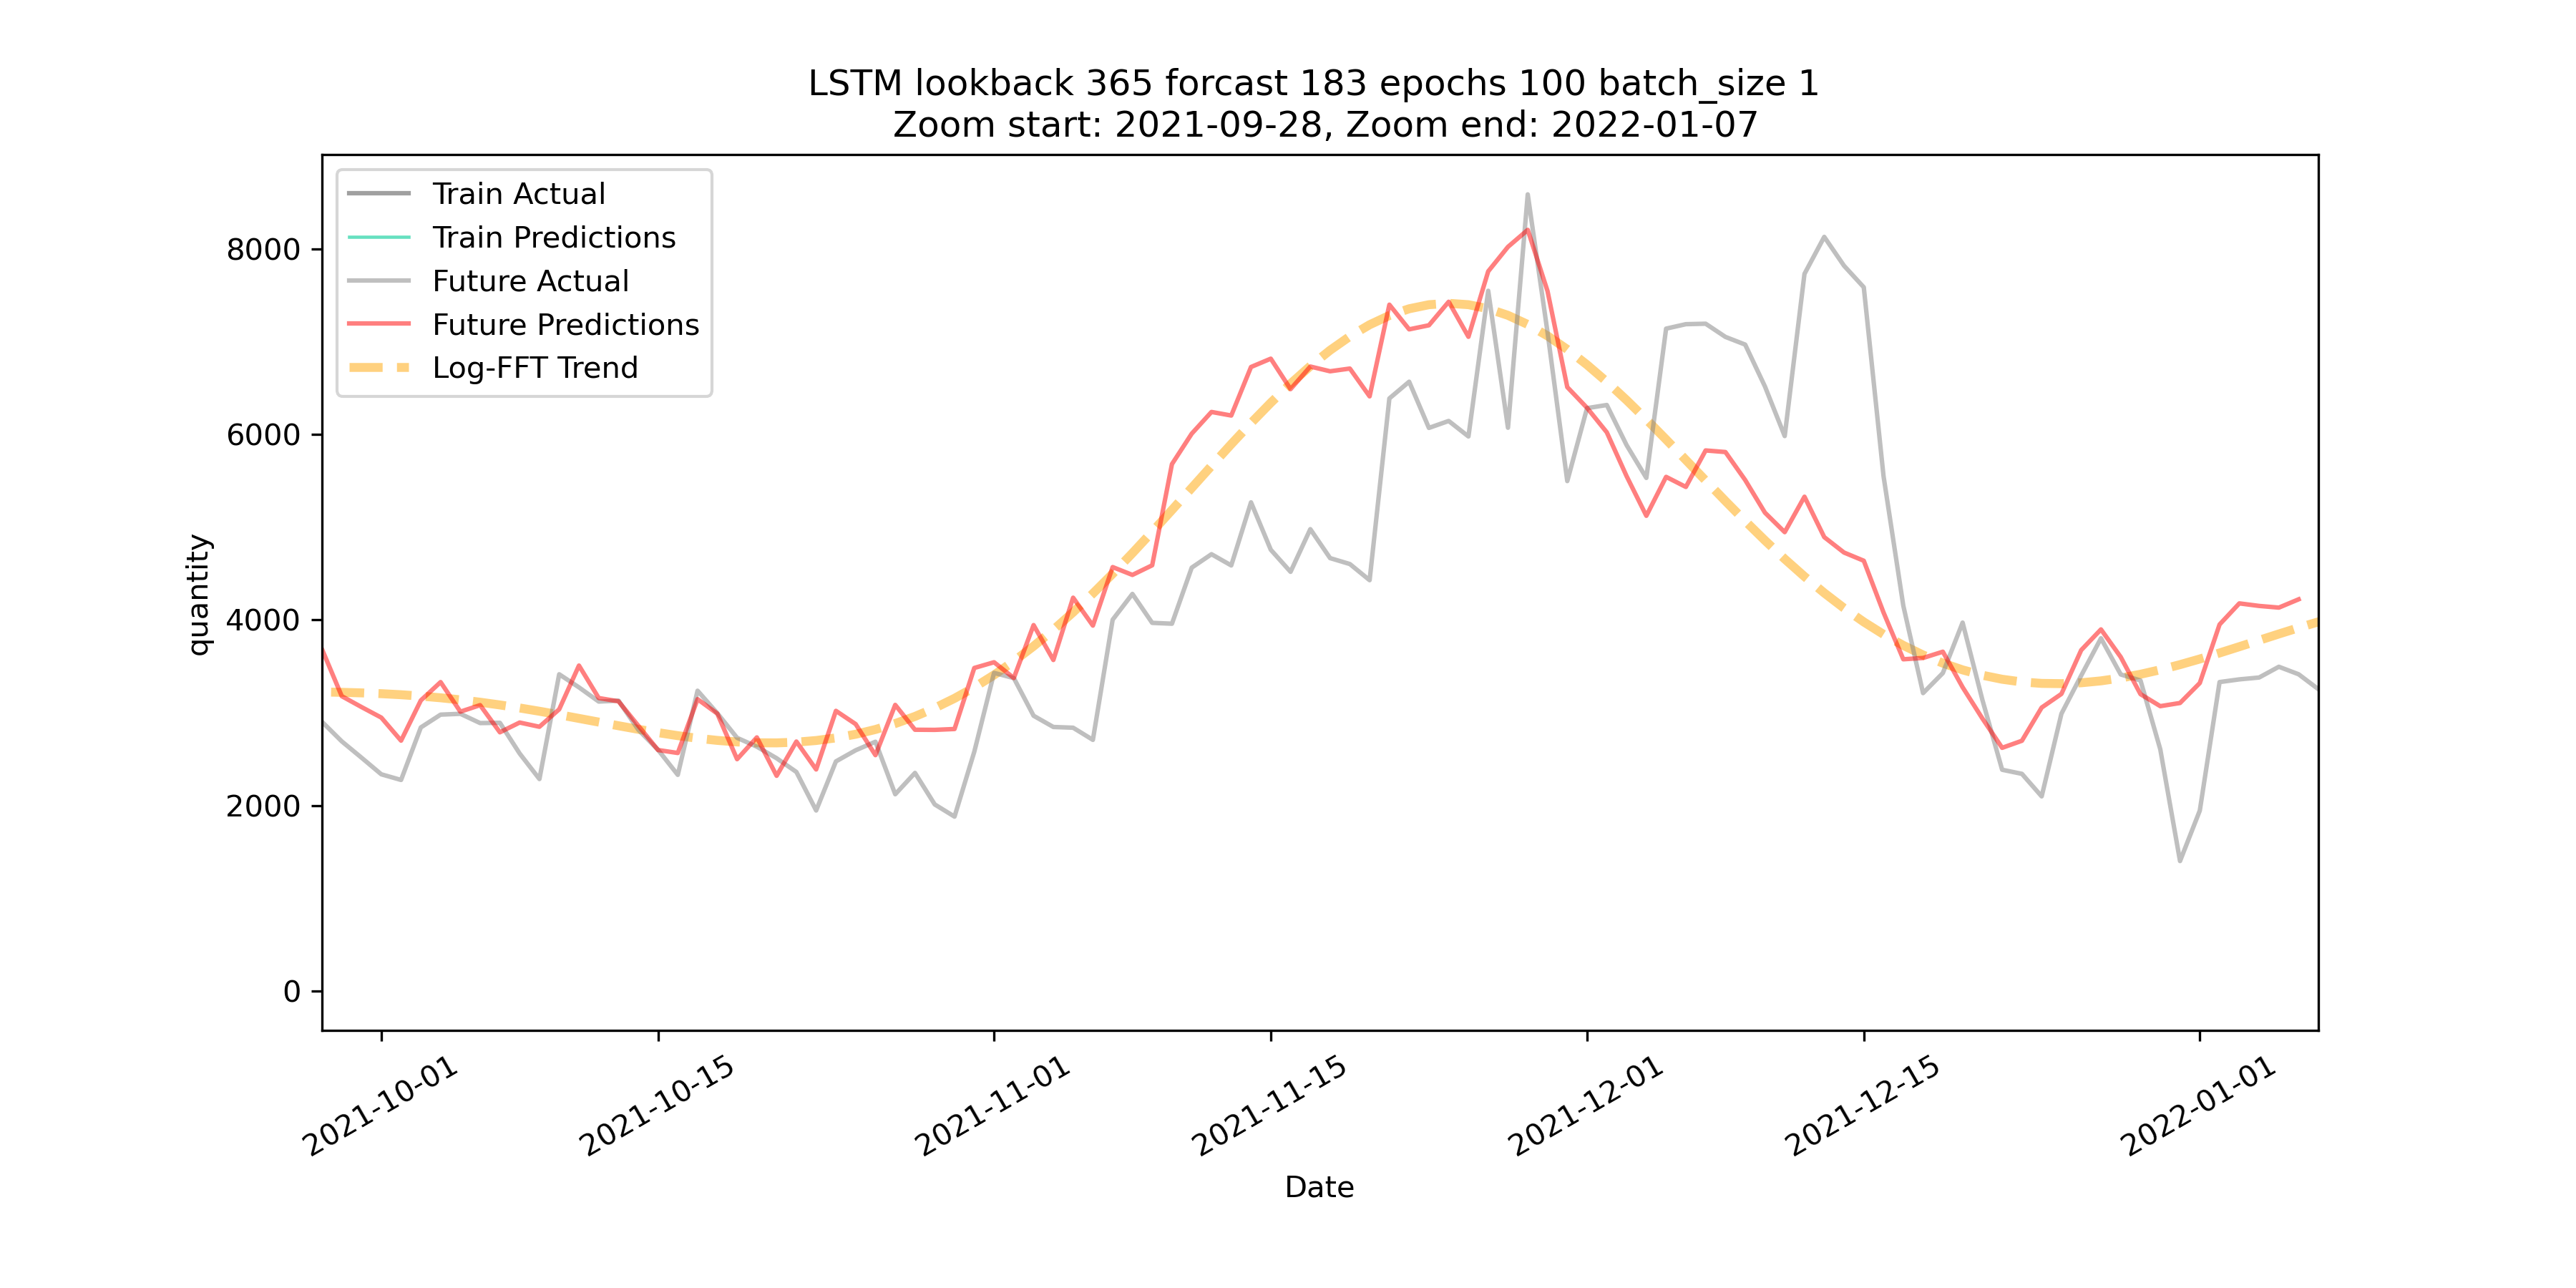 LSTM lookback 365 forcast 183 epochs 100 batch_size 1
Zoom start: 2021-09-28, Zoom end: 2022-01-07
Train Actual
Train Predictions
Future Actual
Future Predictions
Log-FFT Trend
8000
6000
4000
2000
0
quantity
2021-10-01
2021-10-15
2021-11-01
2021-11-15
2021-12-01
2021-12-15
2022-01-01
Date